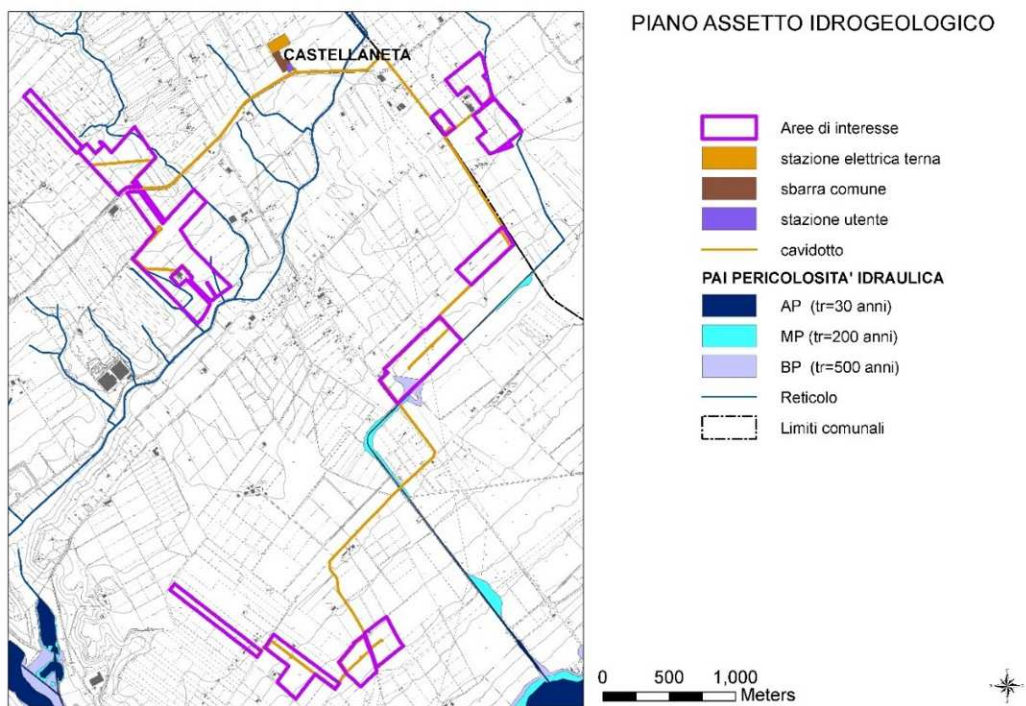 PIANO ASSETTO IDROGEOLOGICO
CASTELLANETA
Aree di interesse
stazione elettrica terna
sbarra comune
stazione utente
cavidotto
PAI PERICOLOSITA' IDRAULICA
AP (tr=30 anni)
MP (tr=200 anni)
BP (tr=500 anni)
Reticolo
Limiti comunali
0 500 1,000
Meters